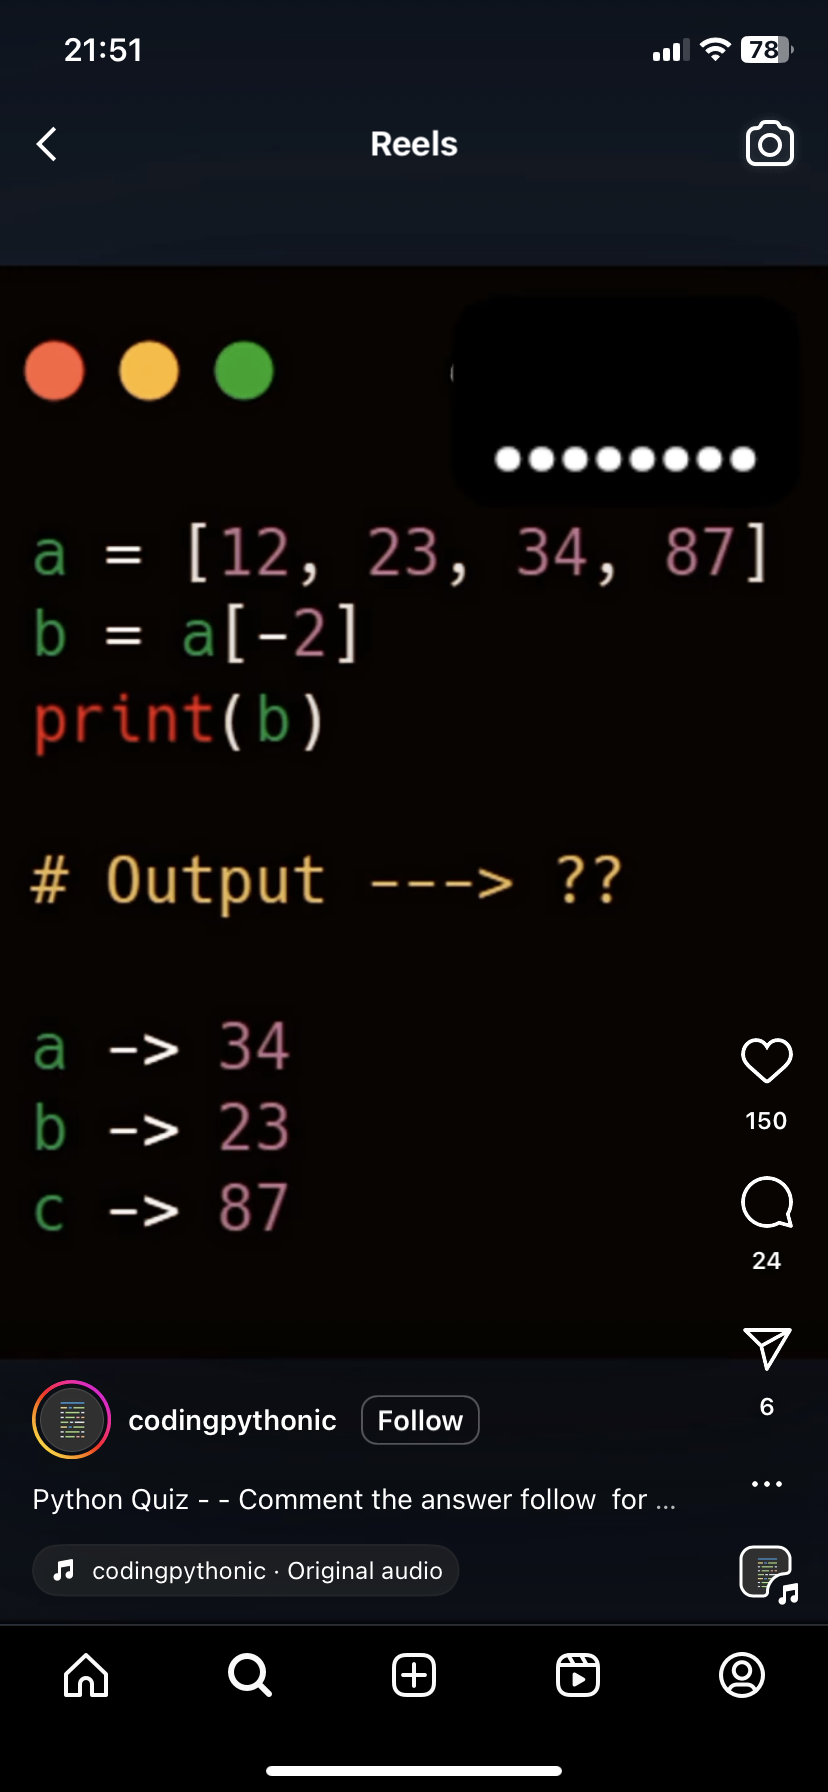 21:51
78
Reels
a = [12, 23, 34, 87]
b = a[-2]
print(b)
# Output ---> ??
a -> 34
b -> 23
c -> 87
150
24
6
codingpythonic
Follow
Python Quiz - - Comment the answer follow  for ...
codingpythonic · Original audio